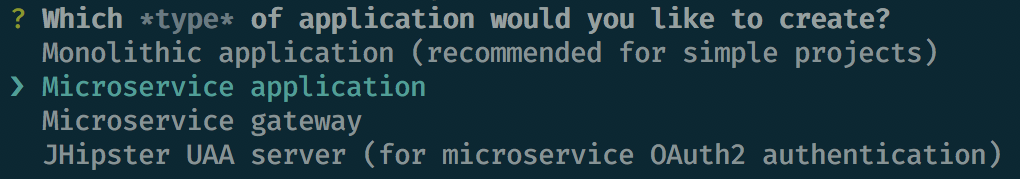 ? Which *type* of application would you like to create?
Monolithic application (recommended for simple projects)
❯ Microservice application
Microservice gateway
JHipster UAA server (for microservice OAuth2 authentication)